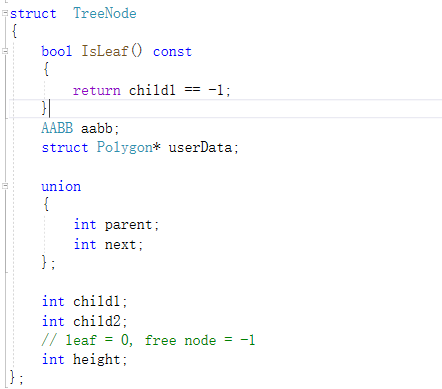 struct  TreeNode
{
    bool IsLeaf() const
    {
        return child1 == -1;
    }
    AABB aabb;
    struct Polygon* userData;

    union
    {
        int parent;
        int next;
    };

    int child1;
    int child2;
    // leaf = 0, free node = -1
    int height;
};